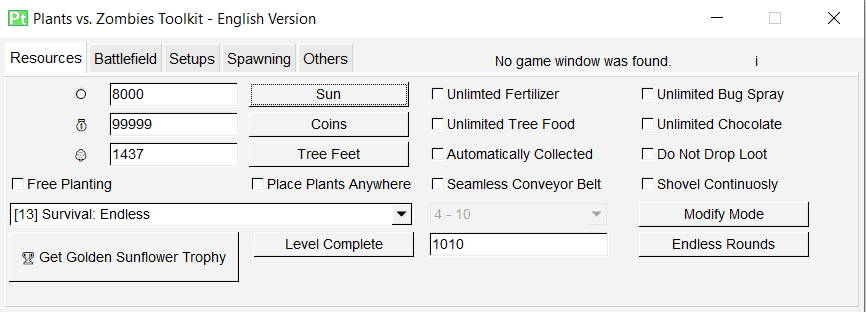 Pt Plants vs. Zombies Toolkit - English Version
Resources Battlefield Setups Spawning Others No game window was found. i
8000 Sun Unlimted Fertilizer Unlimited Bug Spray
99999 Coins Unlimited Tree Food Unlimited Chocolate
1437 Tree Feet Automatically Collected Do Not Drop Loot
Free Planting Place Plants Anywhere Seamless Conveyor Belt Shovel Continuosly
[13] Survival: Endless 4 - 10 Modify Mode
Get Golden Sunflower Trophy Level Complete 1010 Endless Rounds